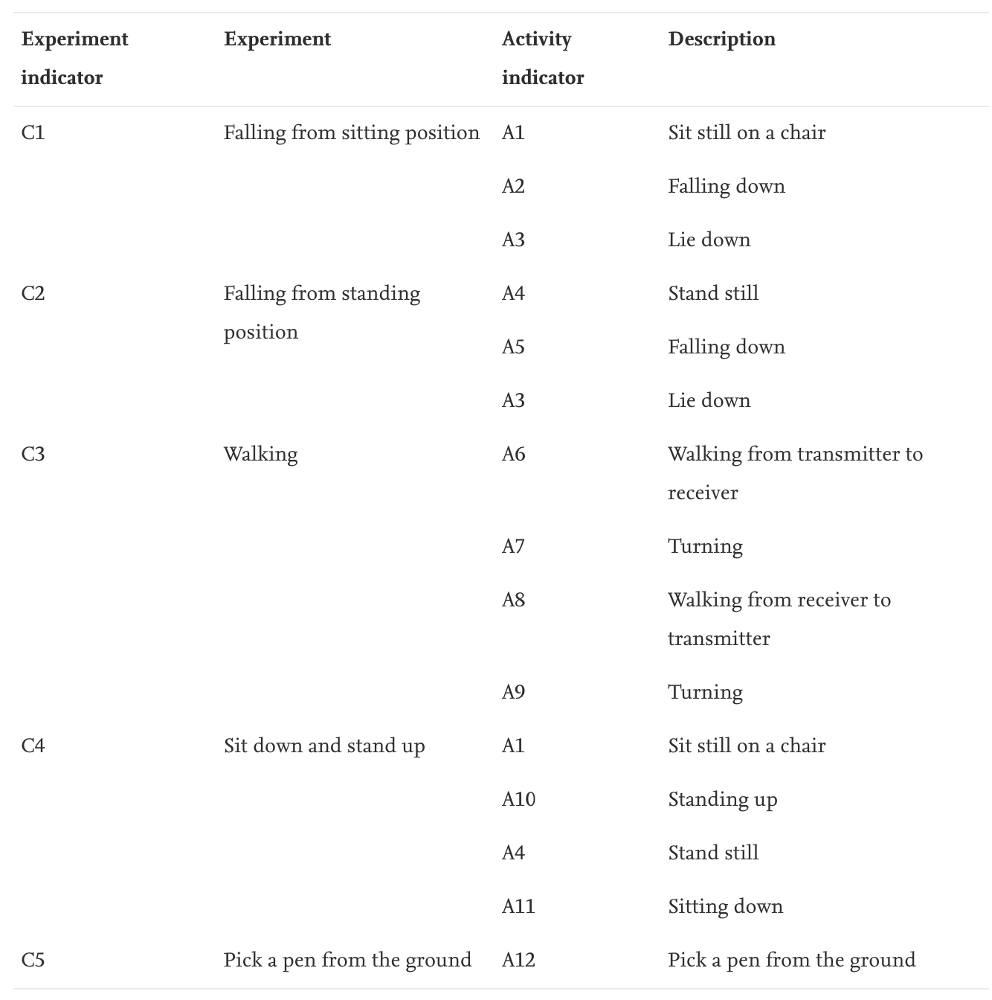 Experiment indicator Experiment Activity indicator Description
C1 Falling from sitting position A1 Sit still on a chair
A2 Falling down
A3 Lie down
C2 Falling from standing position A4 Stand still
A5 Falling down
A3 Lie down
C3 Walking A6 Walking from transmitter to receiver
A7 Turning
A8 Walking from receiver to transmitter
A9 Turning
C4 Sit down and stand up A1 Sit still on a chair
A10 Standing up
A4 Stand still
A11 Sitting down
C5 Pick a pen from the ground A12 Pick a pen from the ground